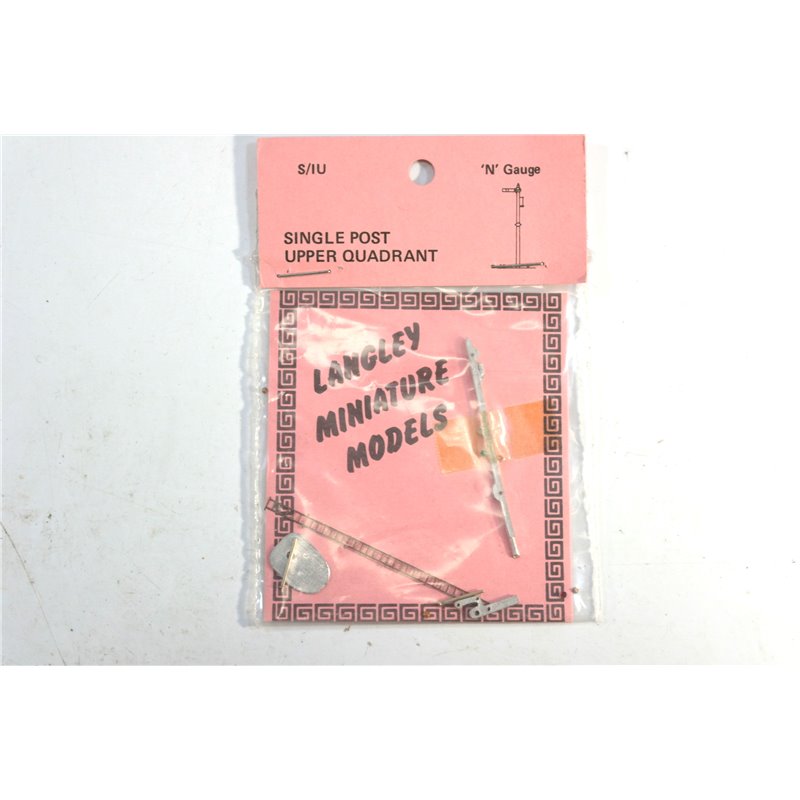 S/IU
'N' Gauge
SINGLE POST
UPPER QUADRANT
LANGLEY
MINIATURE
MODELS